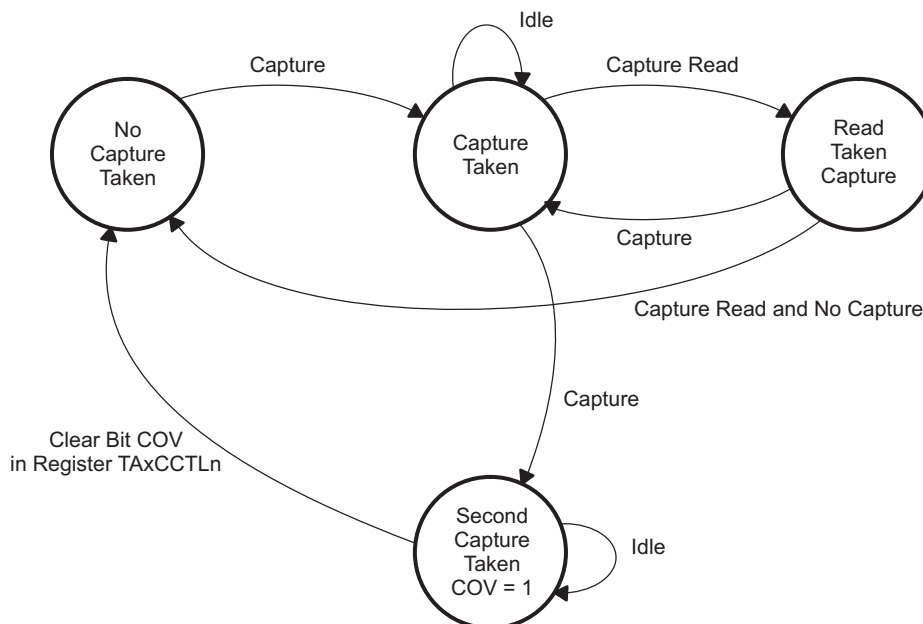 Idle
Capture
Capture Read
No
Capture
Taken
Capture
Taken
Read
Taken
Capture
Capture
Capture Read and No Capture
Capture
Clear Bit COV
in Register TAxCCTLn
Second
Capture
Taken
COV = 1
Idle